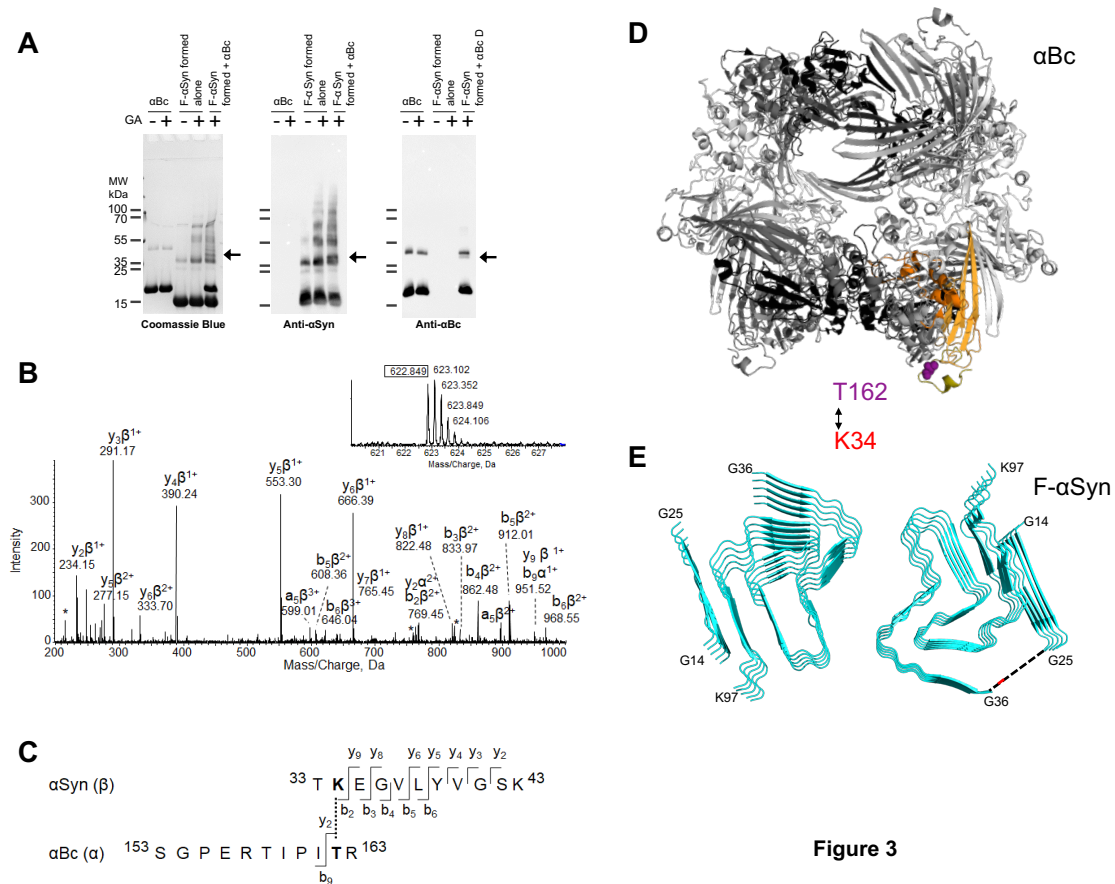 A
αBc
F-αSyn formed alone
F-αSyn formed + αBc
αBc
F-αSyn formed alone
F-αSyn formed + αBc
αBc
F-αSyn formed alone
F-αSyn formed + αBc D
GA - + - + + - + - + + - + - + +
MW
kDa
100
70
55
35
25
15
Coomassie Blue
Anti-αSyn
Anti-αBc
B
622.849
623.102
623.352
623.849
624.106
621 622 623 624 625 626 627
Mass/Charge, Da
y₃β¹⁺
291.17
y₄β¹⁺
390.24
y₂β¹⁺
234.15
y₅β²⁺
277.15
y₆β²⁺
333.70
y₅β¹⁺
553.30
y₆β¹⁺
666.39
b₅β²⁺
608.36
a₅β³⁺
599.01
b₆β³⁺
646.04
y₇β¹⁺
765.45
y₈β¹⁺
822.48
y₂α²⁺
b₂β²⁺
769.45
b₃β²⁺
833.97
b₄β²⁺
862.48
b₅β²⁺
912.01
a₅β²⁺
y₉ β ¹⁺
b₉α¹⁺
951.52
b₆β²⁺
968.55
* * *
Intensity
300
200
100
0
200 300 400 500 600 700 800 900 1000
Mass/Charge, Da
C
y₉ y₈ y₆ y₅ y₄ y₃ y₂
αSyn (β) ³³ T K E G V L Y V G S K ⁴³
b₂ b₃ b₄ b₅ b₆
y₂
αBc (α) ¹⁵³ S G P E R T I P I T R ¹⁶³
b₉
D
αBc
T162
K34
E
F-αSyn
G36
G25
G14
K97
K97
G14
G25
G36
Figure 3